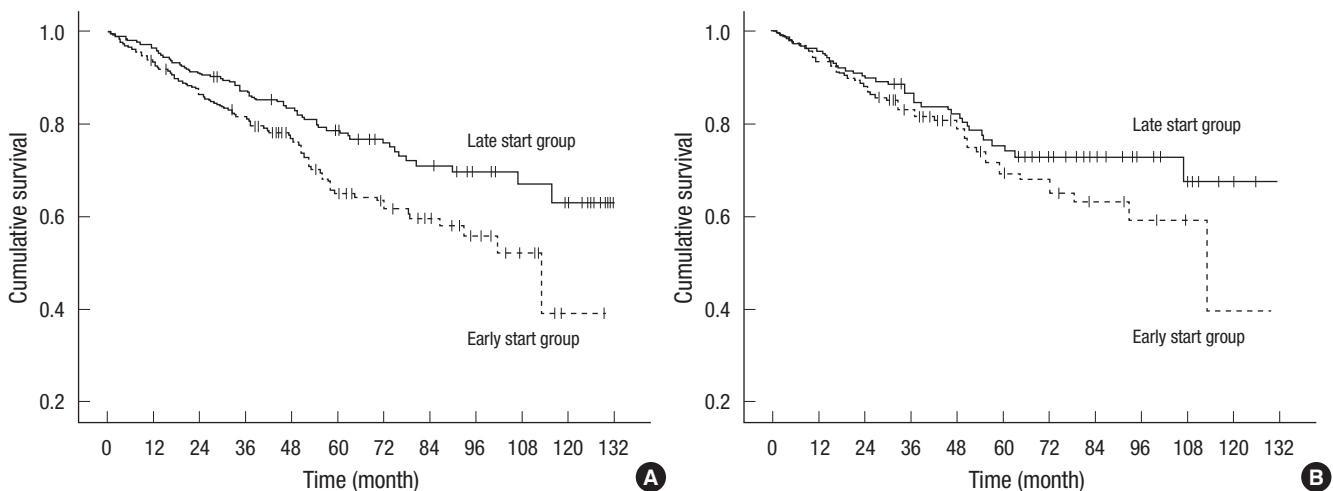 Cumulative survival
1.0
0.8
0.6
0.4
0.2
Late start group
Early start group
0 12 24 36 48 60 72 84 96 108 120 132
Time (month)
A
Cumulative survival
1.0
0.8
0.6
0.4
0.2
Late start group
Early start group
0 12 24 36 48 60 72 84 96 108 120 132
Time (month)
B